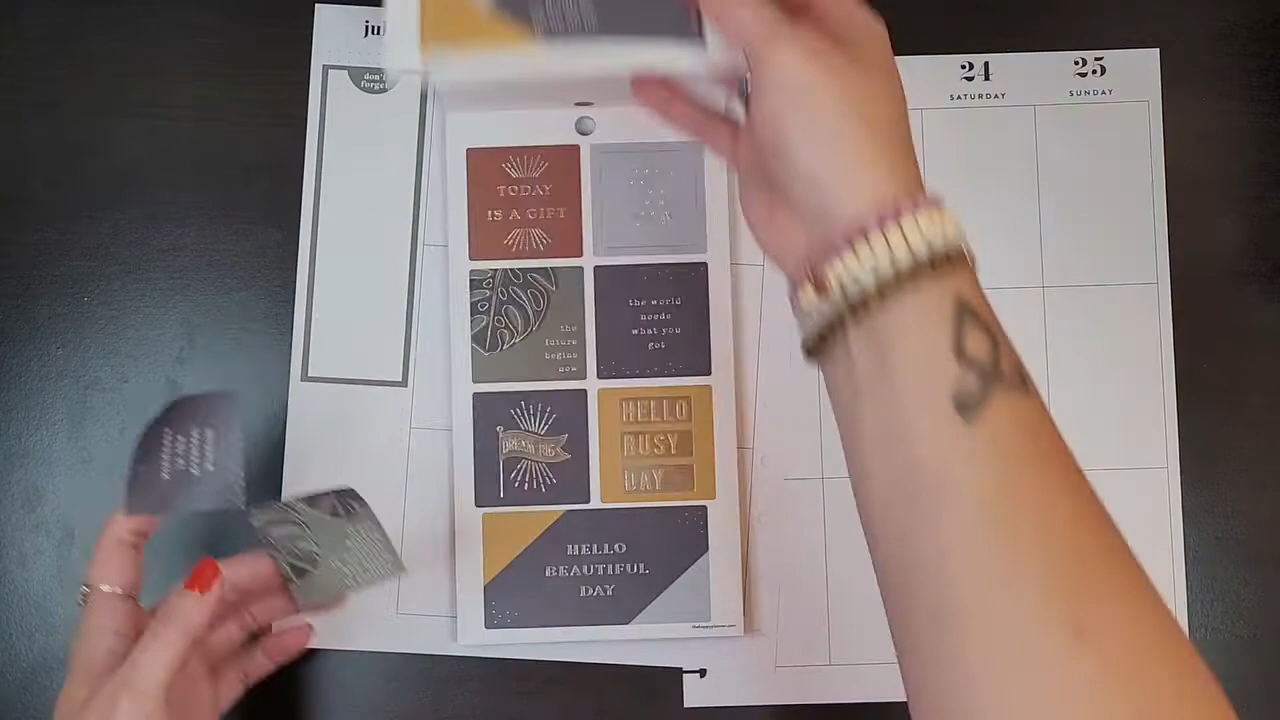 jul
don't
forget
24
SATURDAY
25
SUNDAY
TODAY
IS A GIFT
the
future
begins
now
the world
needs
what you
got
DREAM BIG
HELLO
BUSY
DAY
HELLO
BEAUTIFUL
DAY